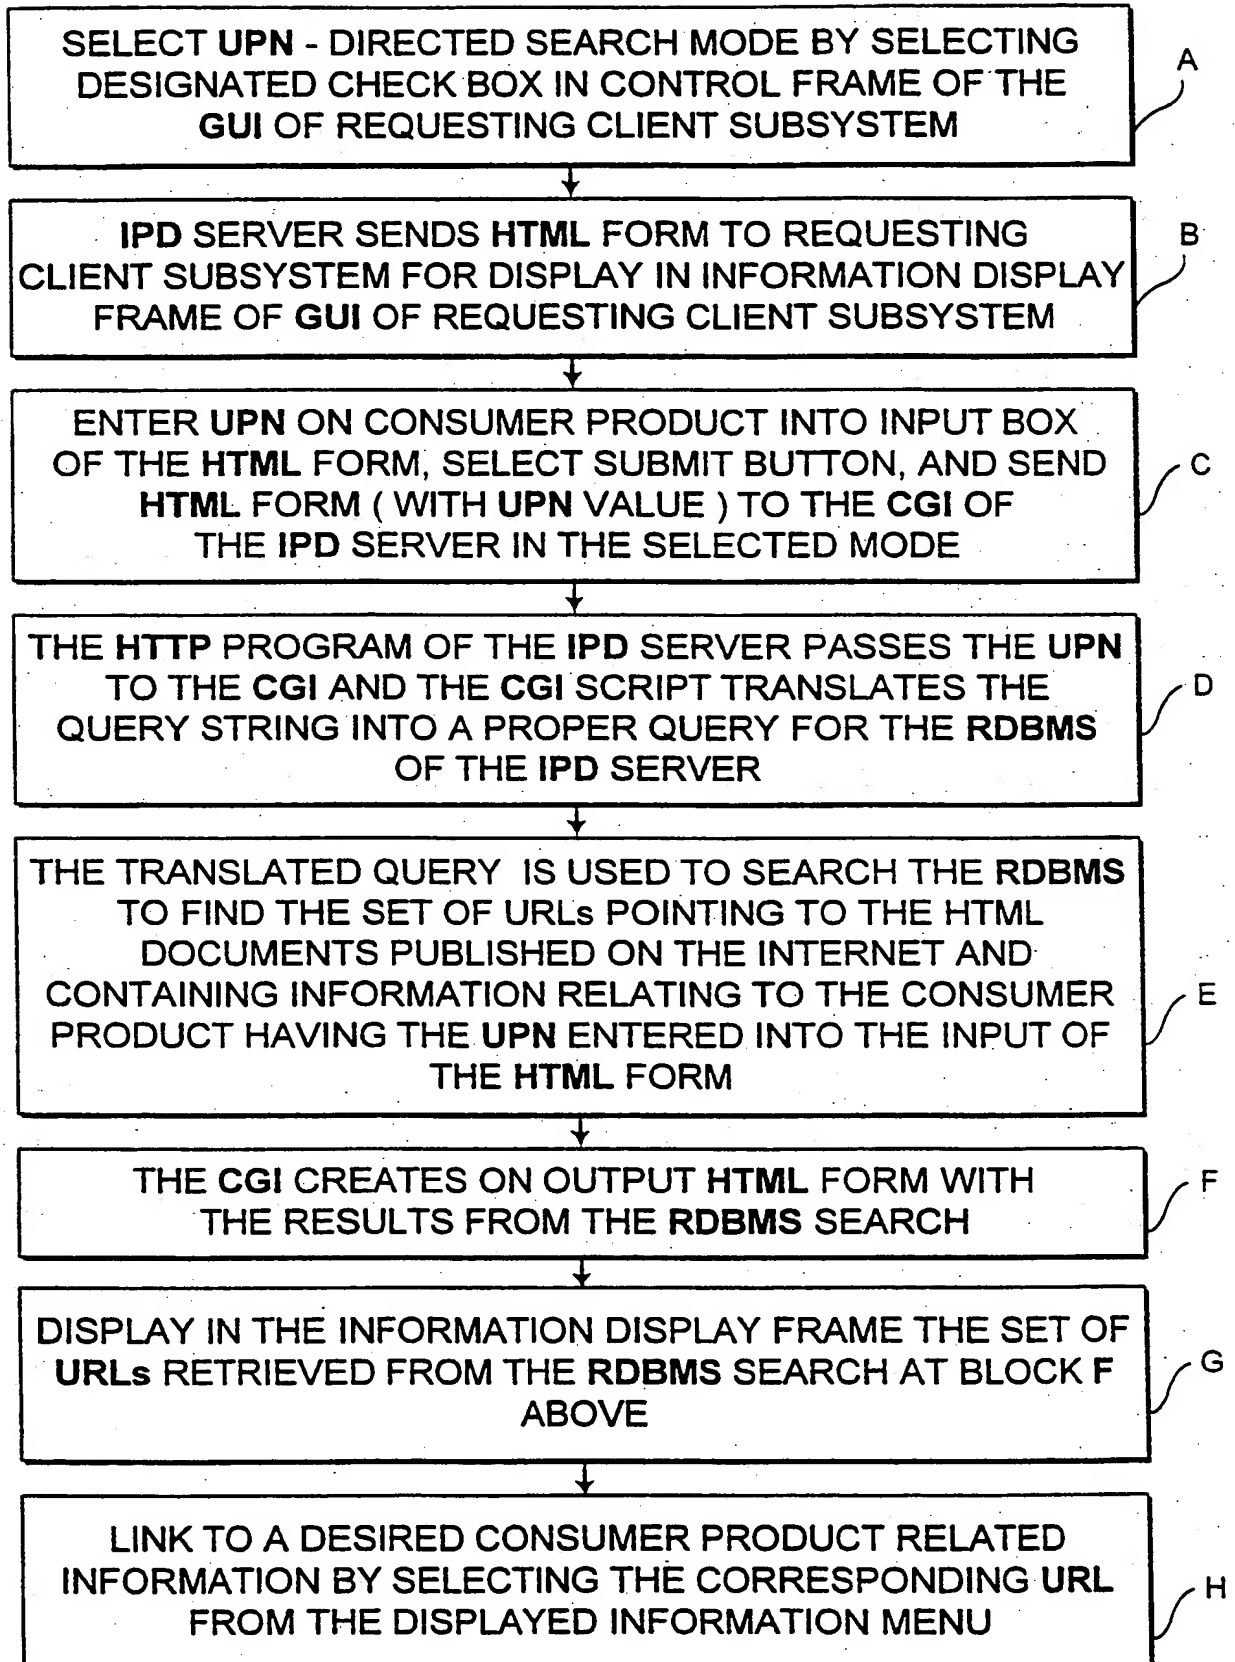 SELECT UPN - DIRECTED SEARCH MODE BY SELECTING
DESIGNATED CHECK BOX IN CONTROL FRAME OF THE
GUI OF REQUESTING CLIENT SUBSYSTEM
A
IPD SERVER SENDS HTML FORM TO REQUESTING
CLIENT SUBSYSTEM FOR DISPLAY IN INFORMATION DISPLAY
FRAME OF GUI OF REQUESTING CLIENT SUBSYSTEM
B
ENTER UPN ON CONSUMER PRODUCT INTO INPUT BOX
OF THE HTML FORM, SELECT SUBMIT BUTTON, AND SEND
HTML FORM ( WITH UPN VALUE ) TO THE CGI OF
THE IPD SERVER IN THE SELECTED MODE
C
THE HTTP PROGRAM OF THE IPD SERVER PASSES THE UPN
TO THE CGI AND THE CGI SCRIPT TRANSLATES THE
QUERY STRING INTO A PROPER QUERY FOR THE RDBMS
OF THE IPD SERVER
D
THE TRANSLATED QUERY IS USED TO SEARCH THE RDBMS
TO FIND THE SET OF URLs POINTING TO THE HTML
DOCUMENTS PUBLISHED ON THE INTERNET AND
CONTAINING INFORMATION RELATING TO THE CONSUMER
PRODUCT HAVING THE UPN ENTERED INTO THE INPUT OF
THE HTML FORM
E
THE CGI CREATES ON OUTPUT HTML FORM WITH
THE RESULTS FROM THE RDBMS SEARCH
F
DISPLAY IN THE INFORMATION DISPLAY FRAME THE SET OF
URLs RETRIEVED FROM THE RDBMS SEARCH AT BLOCK F
ABOVE
G
LINK TO A DESIRED CONSUMER PRODUCT RELATED
INFORMATION BY SELECTING THE CORRESPONDING URL
FROM THE DISPLAYED INFORMATION MENU
H